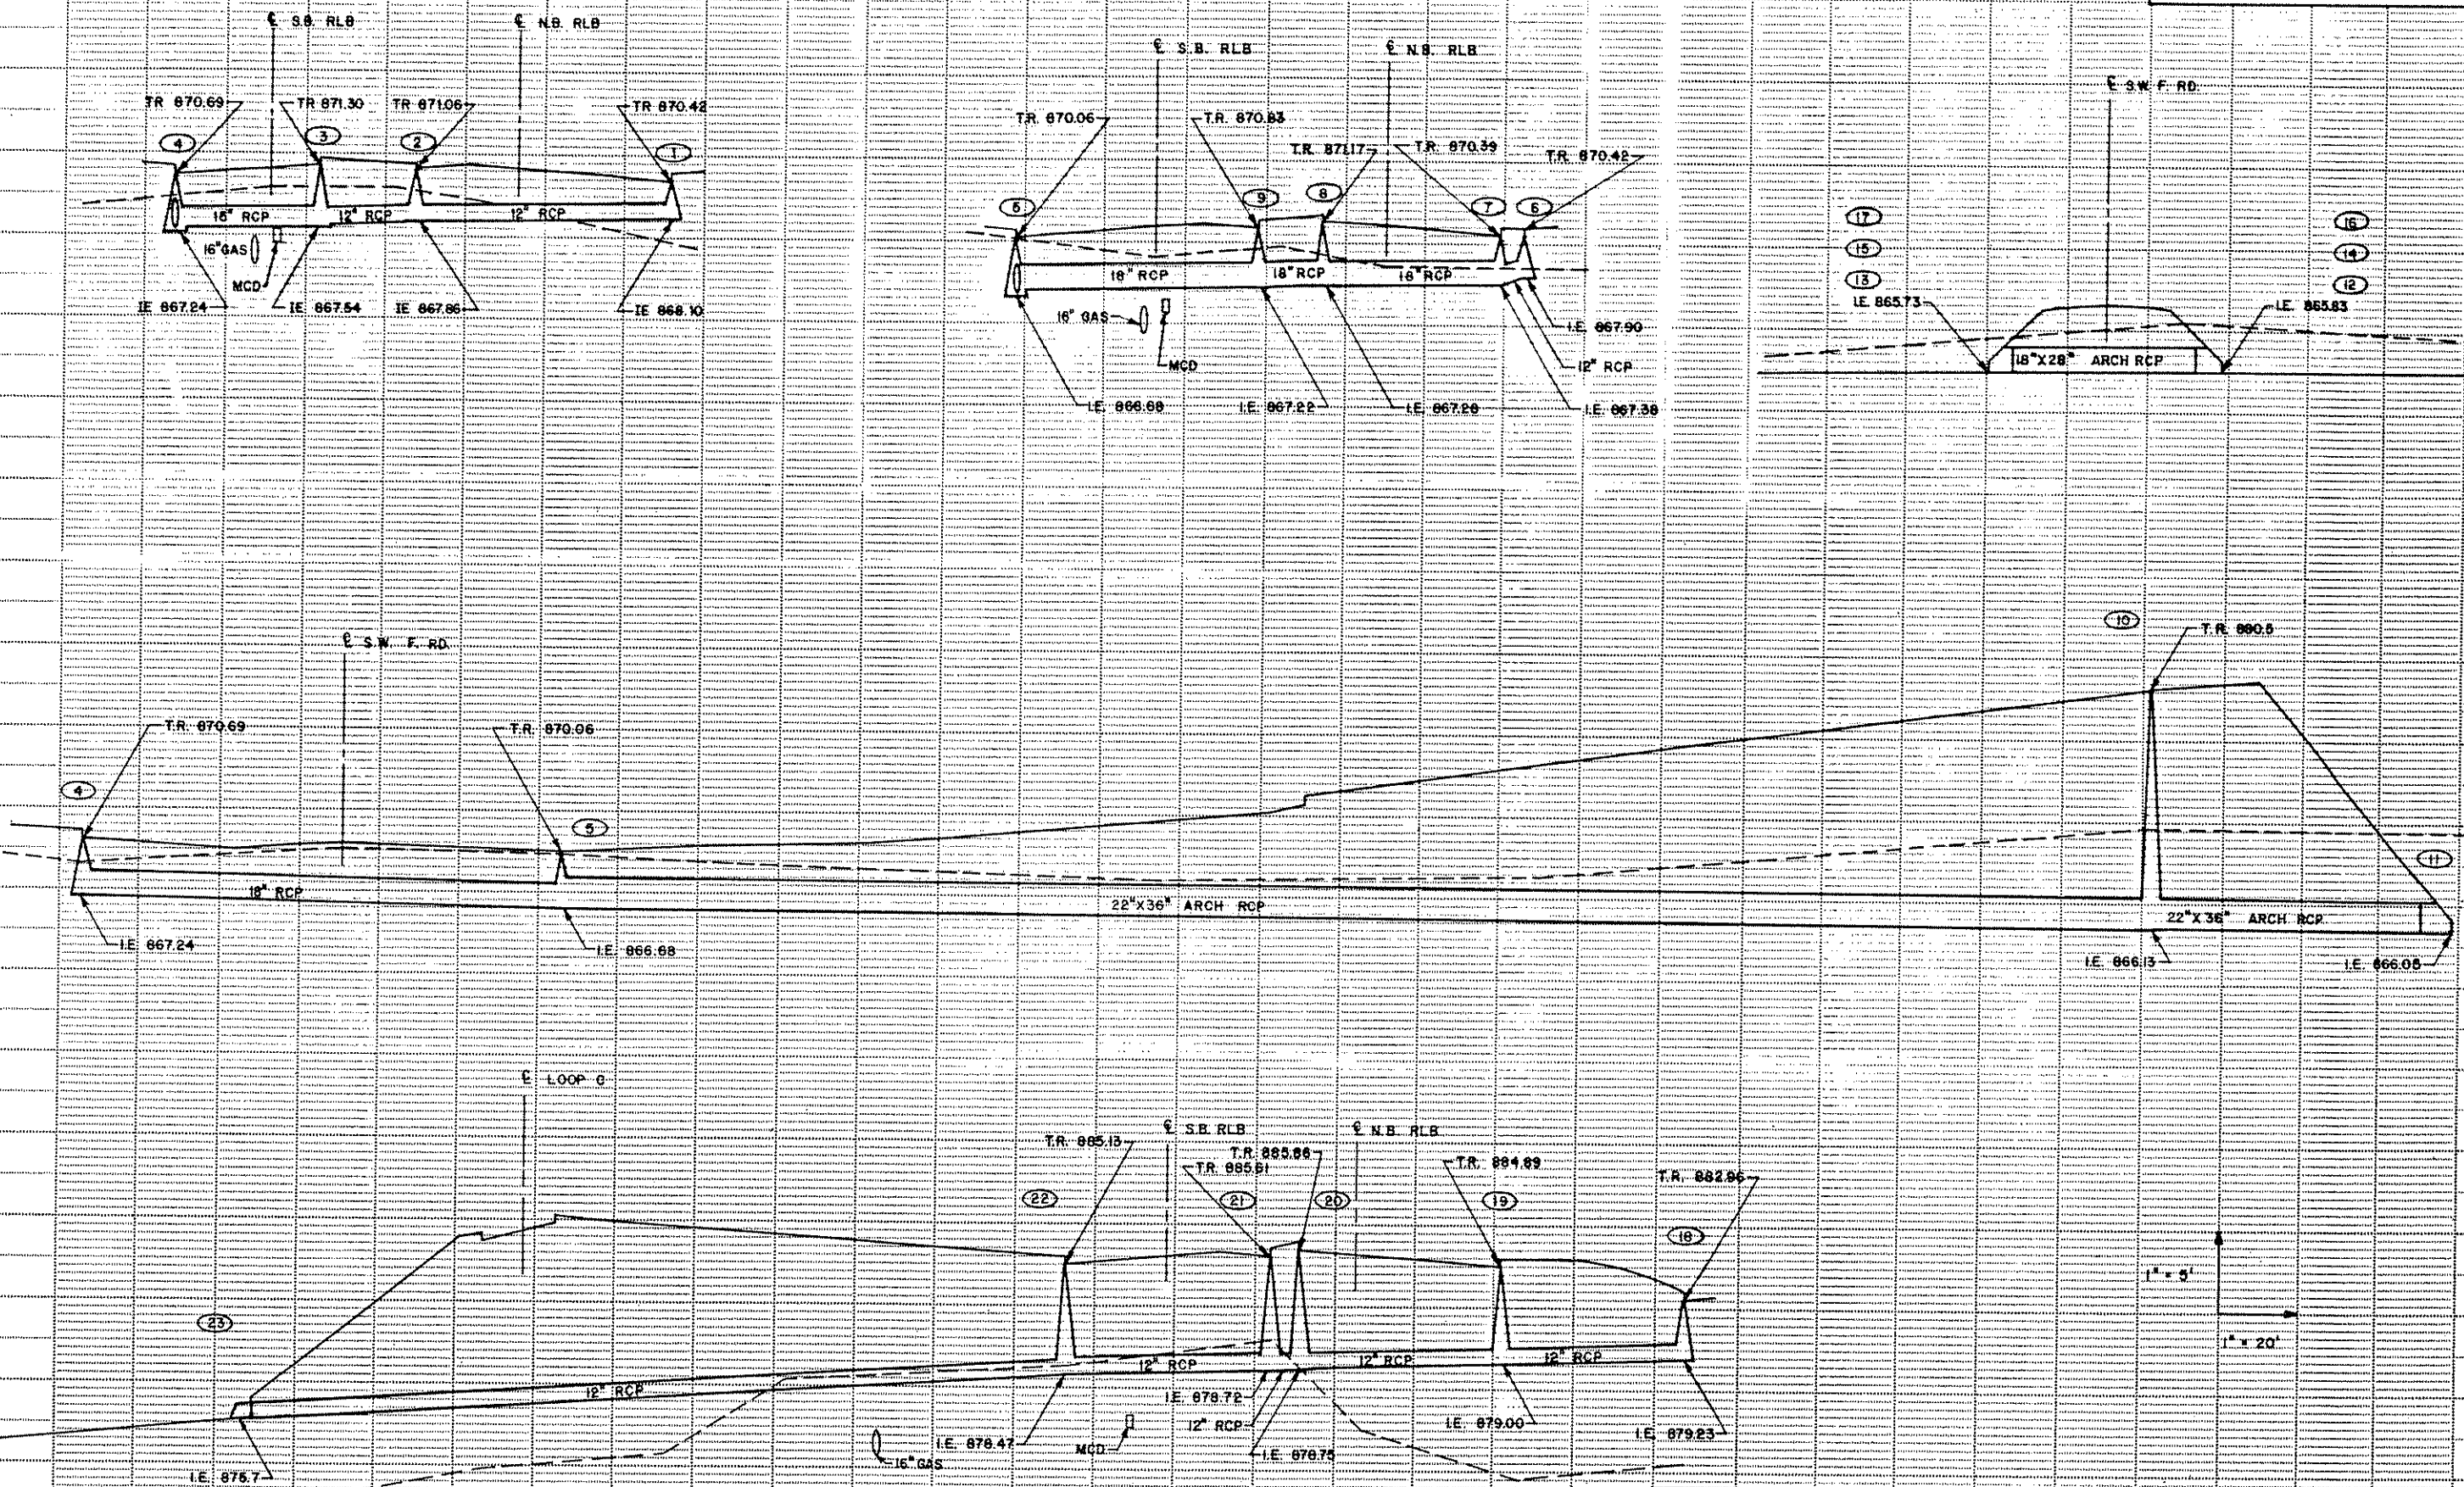 ℄ S.B. RLB
℄ N.B. RLB
TR 870.69
TR 871.30
TR 871.06
TR 870.42
4
3
2
1
12" RCP
12" RCP
16" GAS
MCD
IE 867.24
IE 867.54
IE 867.86
IE 868.10
℄ S.B. RLB
℄ N.B. RLB
T.R. 870.06
T.R. 870.83
T.R. 871.17
T.R. 870.39
T.R. 870.42
5
9
8
7
6
18" RCP
18" RCP
18" RCP
16" GAS
MCD
I.E. 867.90
12" RCP
I.E. 866.68
I.E. 867.22
I.E. 867.28
I.E. 867.38
℄ S.W. F. RD.
17
15
13
16
14
12
I.E. 865.73
I.E. 865.83
18"X28" ARCH RCP
℄ S.W. F. RD.
10
T.R. 880.5
T.R. 870.69
T.R. 870.06
4
5
11
18" RCP
22"X36" ARCH RCP
22"X36" ARCH RCP
I.E. 867.24
I.E. 866.68
I.E. 866.13
I.E. 866.05
℄ LOOP C
℄ S.B. RLB
℄ N.B. RLB
T.R. 885.13
T.R. 885.86
T.R. 885.81
T.R. 884.89
T.R. 882.96
22
21
20
19
18
23
12" RCP
12" RCP
12" RCP
12" RCP
I.E. 878.72
12" RCP
I.E. 878.47
MCD
I.E. 878.75
I.E. 879.00
I.E. 879.23
16" GAS
I.E. 875.7
1" = 5'
1" = 20'